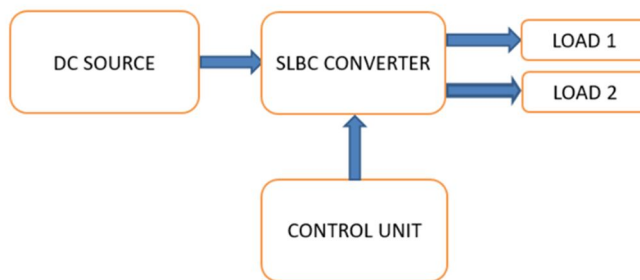 DC SOURCE
SLBC CONVERTER
LOAD 1
LOAD 2
CONTROL UNIT